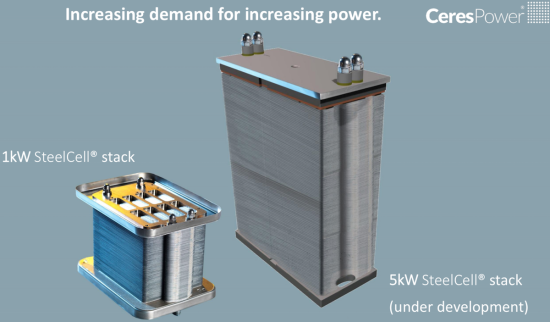 Increasing demand for increasing power.
CeresPower®
1kW SteelCell® stack
5kW SteelCell® stack
(under development)